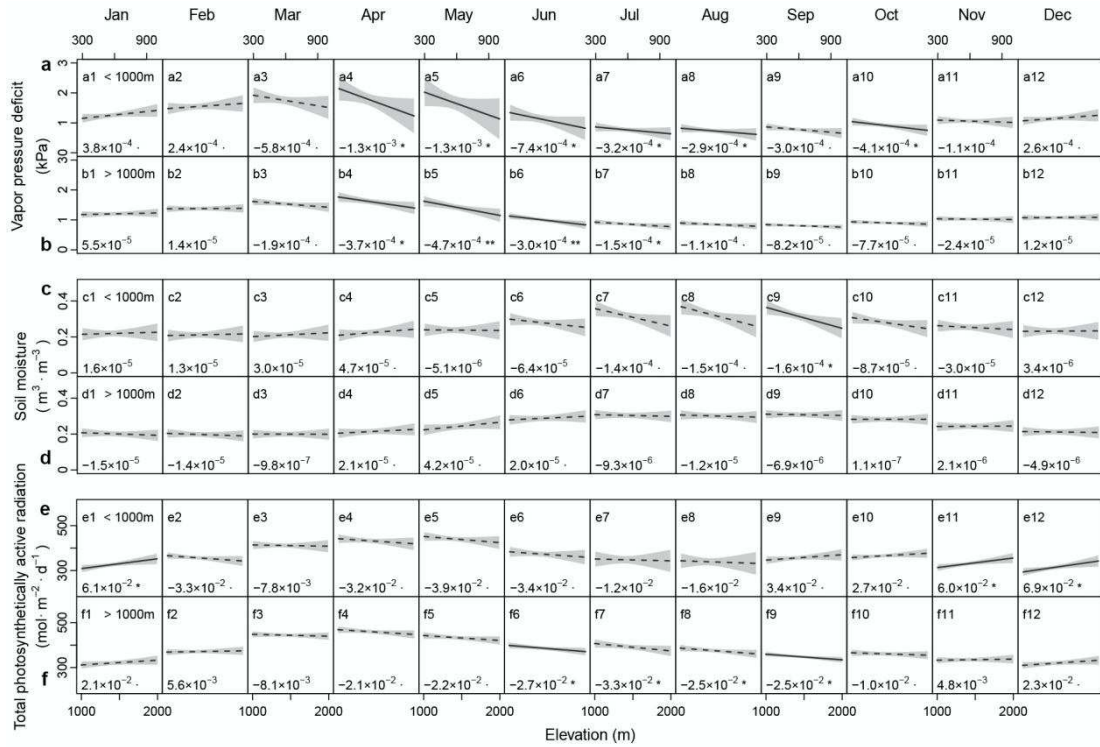 Jan Feb Mar Apr May Jun Jul Aug Sep Oct Nov Dec
300 900 300 900 300 900 300 900 300 900 300 900
a
Vapor pressure deficit
(kPa)
3
2
1
0
a1 < 1000m a2 a3 a4 a5 a6 a7 a8 a9 a10 a11 a12
3.8×10⁻⁴ · 2.4×10⁻⁴ · −5.8×10⁻⁴ · −1.3×10⁻³ * −1.3×10⁻³ * −7.4×10⁻⁴ * −3.2×10⁻⁴ * −2.9×10⁻⁴ * −3.0×10⁻⁴ · −4.1×10⁻⁴ * −1.1×10⁻⁴ 2.6×10⁻⁴ ·
b
3
2
1
0
b1 > 1000m b2 b3 b4 b5 b6 b7 b8 b9 b10 b11 b12
5.5×10⁻⁵ 1.4×10⁻⁵ −1.9×10⁻⁴ · −3.7×10⁻⁴ * −4.7×10⁻⁴ ** −3.0×10⁻⁴ ** −1.5×10⁻⁴ * −1.1×10⁻⁴ · −8.2×10⁻⁵ · −7.7×10⁻⁵ · −2.4×10⁻⁵ 1.2×10⁻⁵
c
Soil moisture
( m³ · m⁻³ )
0.4
0.2
0
c1 < 1000m c2 c3 c4 c5 c6 c7 c8 c9 c10 c11 c12
1.6×10⁻⁵ 1.3×10⁻⁵ 3.0×10⁻⁵ 4.7×10⁻⁵ · −5.1×10⁻⁶ −6.4×10⁻⁵ −1.4×10⁻⁴ · −1.5×10⁻⁴ · −1.6×10⁻⁴ * −8.7×10⁻⁵ · −3.0×10⁻⁵ 3.4×10⁻⁶
d
0.4
0.2
0
d1 > 1000m d2 d3 d4 d5 d6 d7 d8 d9 d10 d11 d12
−1.5×10⁻⁵ −1.4×10⁻⁵ −9.8×10⁻⁷ 2.1×10⁻⁵ · 4.2×10⁻⁵ · 2.0×10⁻⁵ · −9.3×10⁻⁶ −1.2×10⁻⁵ −6.9×10⁻⁶ 1.1×10⁻⁷ 2.1×10⁻⁶ −4.9×10⁻⁶
e
Total photosynthetically active radiation
(mol· m⁻² · d⁻¹)
500
300
e1 < 1000m e2 e3 e4 e5 e6 e7 e8 e9 e10 e11 e12
6.1×10⁻² * −3.3×10⁻² · −7.8×10⁻³ −3.2×10⁻² · −3.9×10⁻² · −3.4×10⁻² · −1.2×10⁻² −1.6×10⁻² 3.4×10⁻² · 2.7×10⁻² · 6.0×10⁻² * 6.9×10⁻² *
f
500
300
f1 > 1000m f2 f3 f4 f5 f6 f7 f8 f9 f10 f11 f12
2.1×10⁻² · 5.6×10⁻³ −8.1×10⁻³ −2.1×10⁻² · −2.2×10⁻² · −2.7×10⁻² * −3.3×10⁻² * −2.5×10⁻² * −2.5×10⁻² * −1.0×10⁻² · 4.8×10⁻³ 2.3×10⁻² ·
1000 2000 1000 2000 1000 2000 1000 2000 1000 2000 1000 2000
Elevation (m)